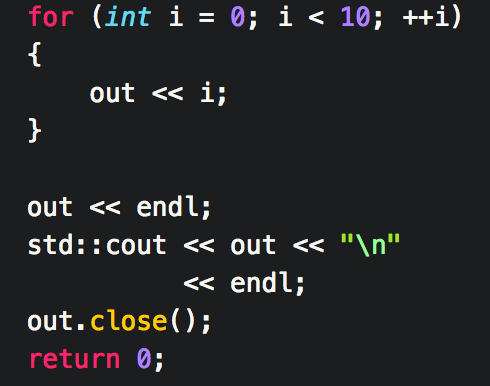 for (int i = 0; i < 10; ++i)
{
    out << i;
}

out << endl;
std::cout << out << "\n"
          << endl;
out.close();
return 0;